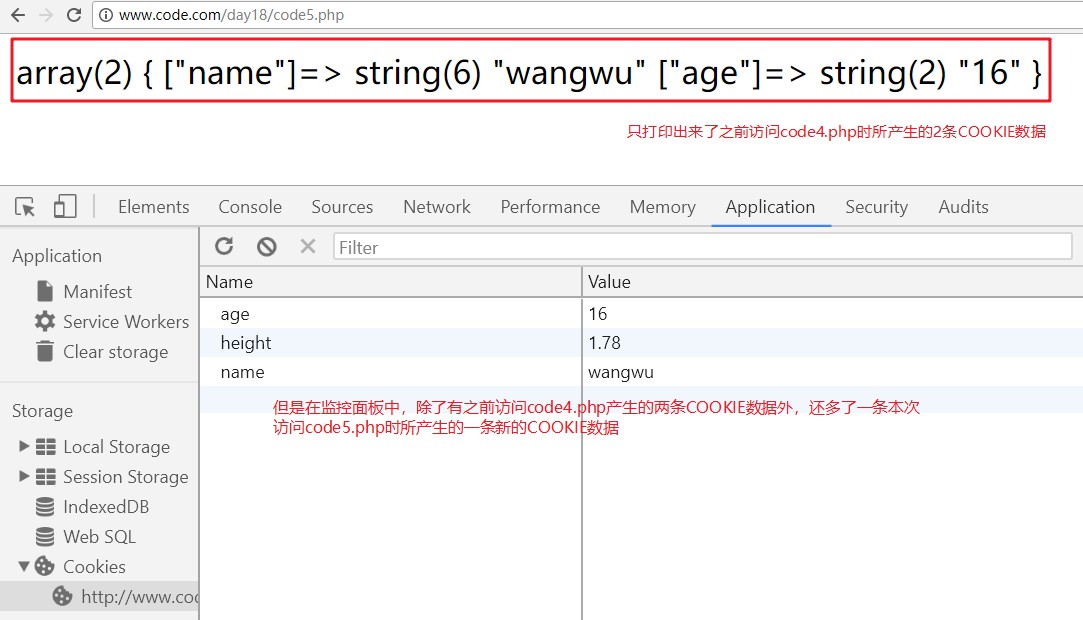 www.code.com/day18/code5.php
array(2) { ["name"]=> string(6) "wangwu" ["age"]=> string(2) "16" }
只打印出来了之前访问code4.php时所产生的2条COOKIE数据
Elements Console Sources Network Performance Memory Application Security Audits
Application
Manifest
Service Workers
Clear storage
Storage
Local Storage
Session Storage
IndexedDB
Web SQL
Cookies
http://www.co
Filter
Name Value
age 16
height 1.78
name wangwu
但是在监控面板中，除了有之前访问code4.php产生的两条COOKIE数据外，还多了一条本次
访问code5.php时所产生的一条新的COOKIE数据